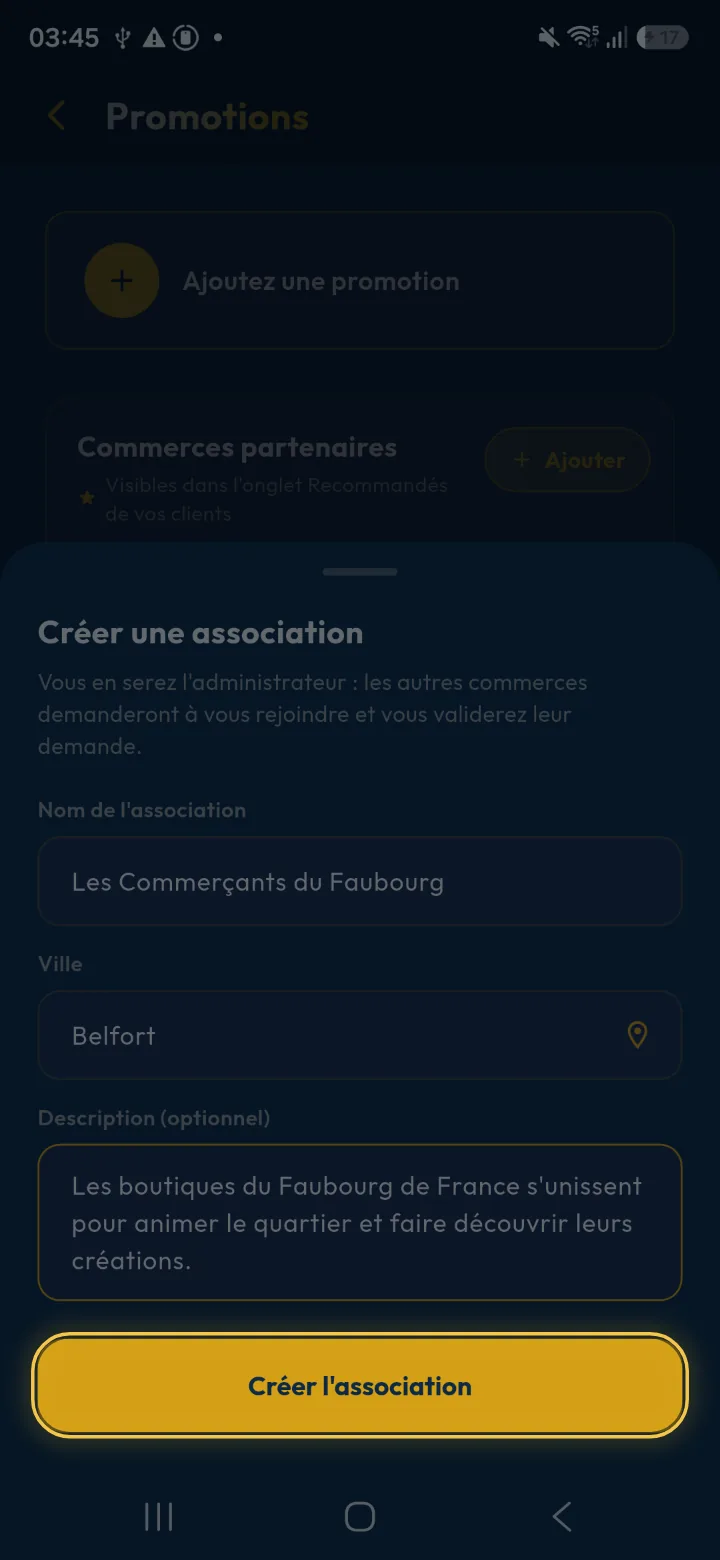 03:45
17
Promotions
Ajoutez une promotion
Commerces partenaires
Visibles dans l'onglet Recommandés
de vos clients
+ Ajouter
Créer une association
Vous en serez l'administrateur : les autres commerces
demanderont à vous rejoindre et vous validerez leur
demande.
Nom de l'association
Les Commerçants du Faubourg
Ville
Belfort
Description (optionnel)
Les boutiques du Faubourg de France s'unissent
pour animer le quartier et faire découvrir leurs
créations.
Créer l'association